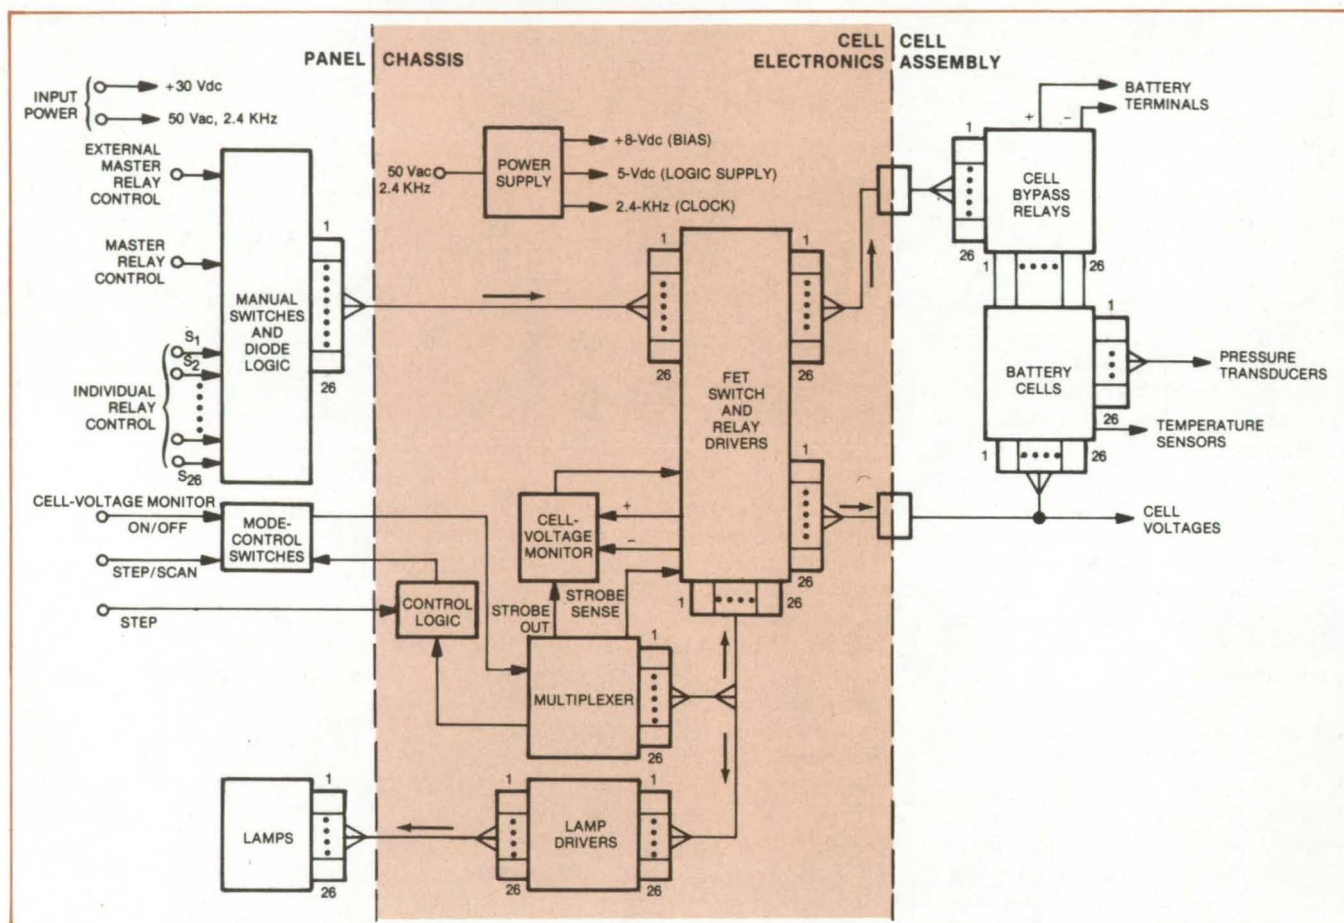 PANEL
CHASSIS
CELL
ELECTRONICS
CELL
ASSEMBLY
INPUT
POWER
+30 Vdc
50 Vac, 2.4 KHz
EXTERNAL
MASTER
RELAY
CONTROL
MASTER
RELAY
CONTROL
INDIVIDUAL
RELAY
CONTROL
S1
S2
S26
MANUAL
SWITCHES
AND
DIODE
LOGIC
1
26
50 Vac
2.4 KHz
POWER
SUPPLY
+8-Vdc (BIAS)
5-Vdc (LOGIC SUPPLY)
2.4-KHz (CLOCK)
1
26
FET
SWITCH
AND
RELAY
DRIVERS
1
26
1
26
1
26
1
26
CELL
BYPASS
RELAYS
+
−
BATTERY
TERMINALS
1
26
BATTERY
CELLS
1
26
PRESSURE
TRANSDUCERS
TEMPERATURE
SENSORS
1
26
CELL
VOLTAGES
CELL-VOLTAGE MONITOR
ON/OFF
STEP/SCAN
STEP
MODE-
CONTROL
SWITCHES
CONTROL
LOGIC
CELL-
VOLTAGE
MONITOR
+
−
STROBE
OUT
STROBE
SENSE
MULTIPLEXER
1
26
LAMPS
1
26
1
26
LAMP
DRIVERS
1
26